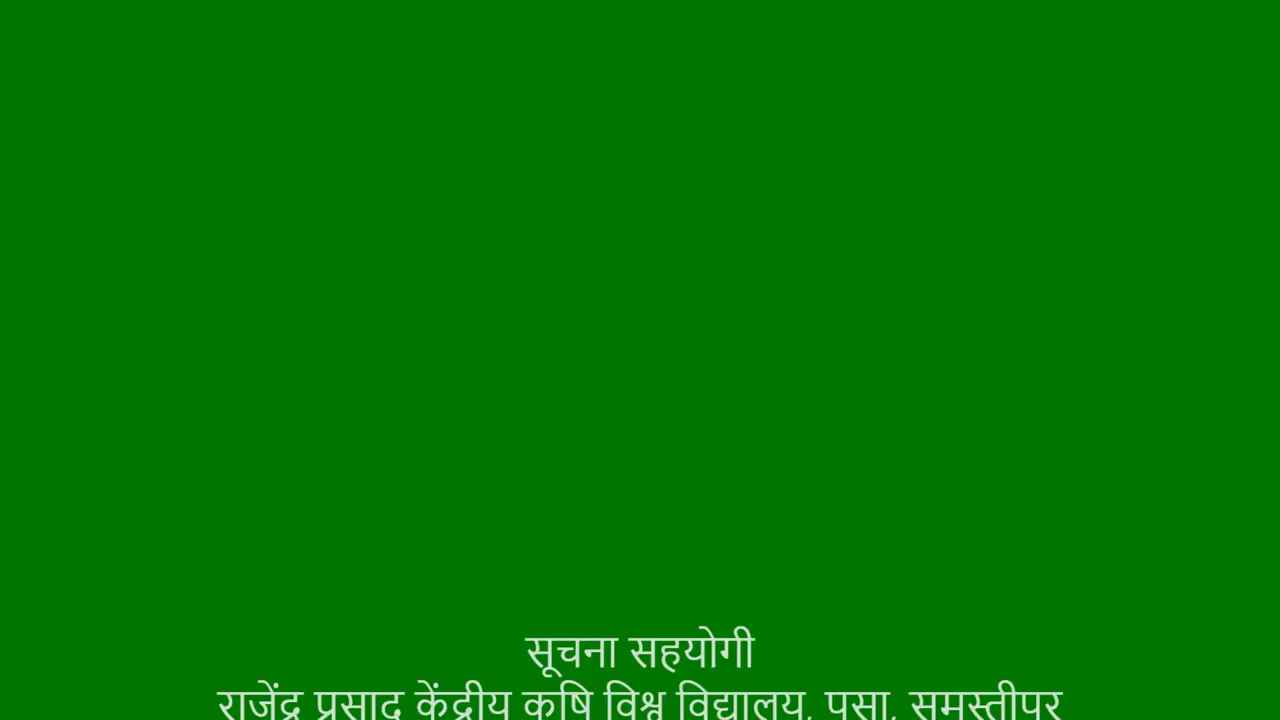 सूचना सहयोगी
राजेंद्र प्रसाद केंद्रीय कृषि विश्व विद्यालय, पूसा, समस्तीपुर